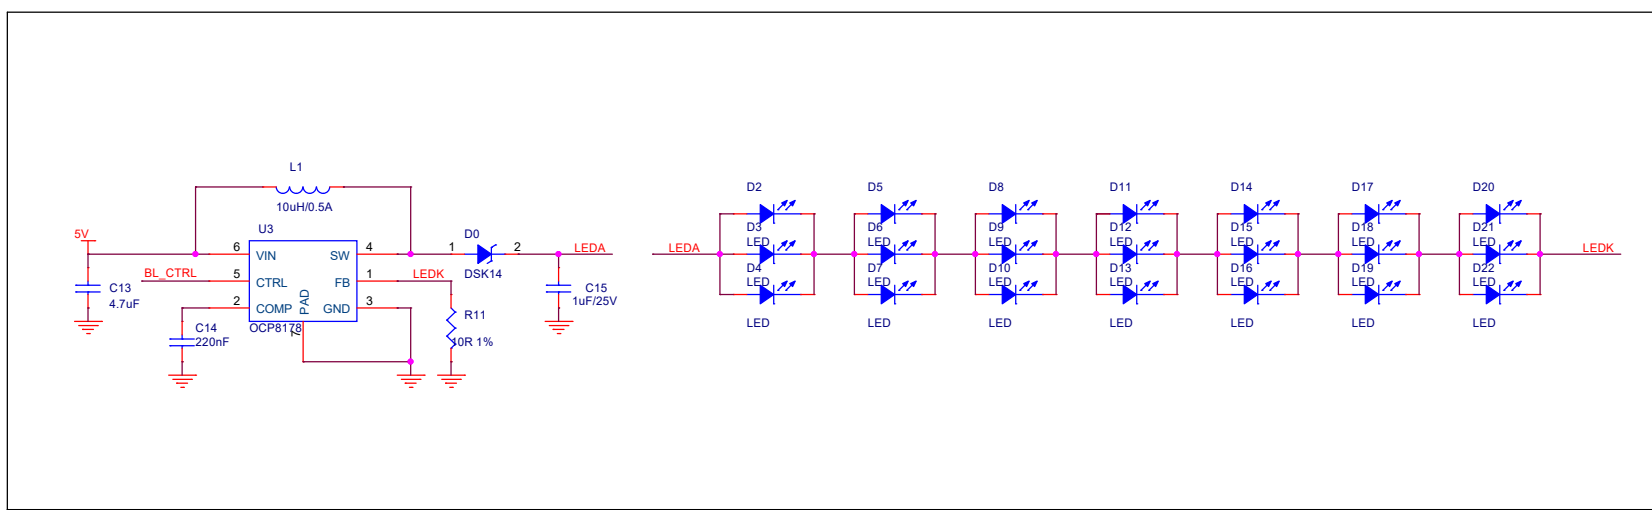 L1
10uH/0.5A
U3
5V
6 VIN SW 4
BL_CTRL 5 CTRL FB 1 LEDK
2 COMP PAD GND 3
OCP8178
7
C13
4.7uF
C14
220nF
D0
1 2
DSK14
LEDA
R11
10R 1%
C15
1uF/25V
LEDA
D2 D5 D8 D11 D14 D17 D20
D3 D6 D9 D12 D15 D18 D21
LED LED LED LED LED LED LED
LEDK
D4 D7 D10 D13 D16 D19 D22
LED LED LED LED LED LED LED
LED LED LED LED LED LED LED